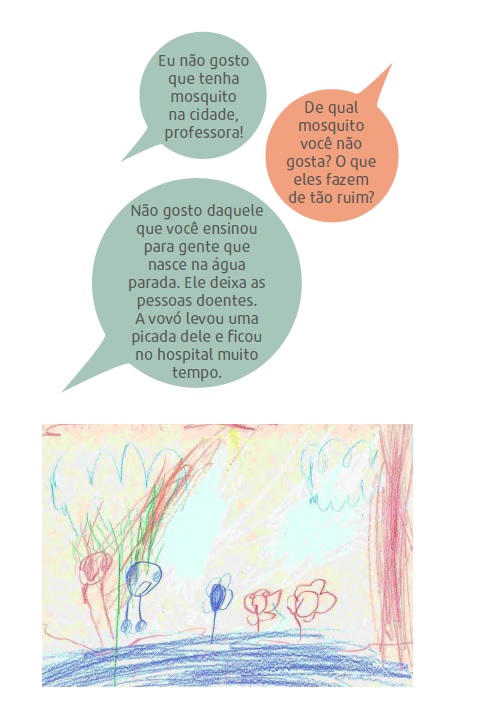 Eu não gosto
que tenha
mosquito
na cidade,
professora!
De qual
mosquito
você não
gosta? O que
eles fazem
de tão ruim?
Não gosto daquele
que você ensinou
para gente que
nasce na água
parada. Ele deixa as
pessoas doentes.
A vovó levou uma
picada dele e ficou
no hospital muito
tempo.